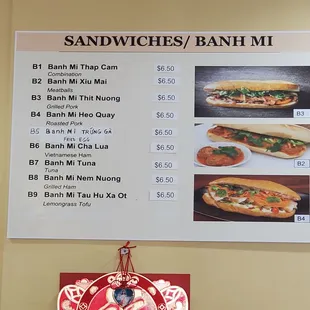 SANDWICHES/ BANH MI
B1 Banh Mi Thap Cam $6.50
Combination
B2 Banh Mi Xiu Mai $6.50
Meatballs
B3 Banh Mi Thit Nuong $6.50
Grilled Pork
B4 Banh Mi Heo Quay $6.50
Roasted Pork
B5 Banh Mi TRỨNG GÀ $6.50
FRIED EGG
B6 Banh Mi Cha Lua $6.50
Vietnamese Ham
B7 Banh Mi Tuna $6.50
Tuna
B8 Banh Mi Nem Nuong $6.50
Grilled Ham
B9 Banh Mi Tau Hu Xa Ot $6.50
Lemongrass Tofu
B3
B2
B4